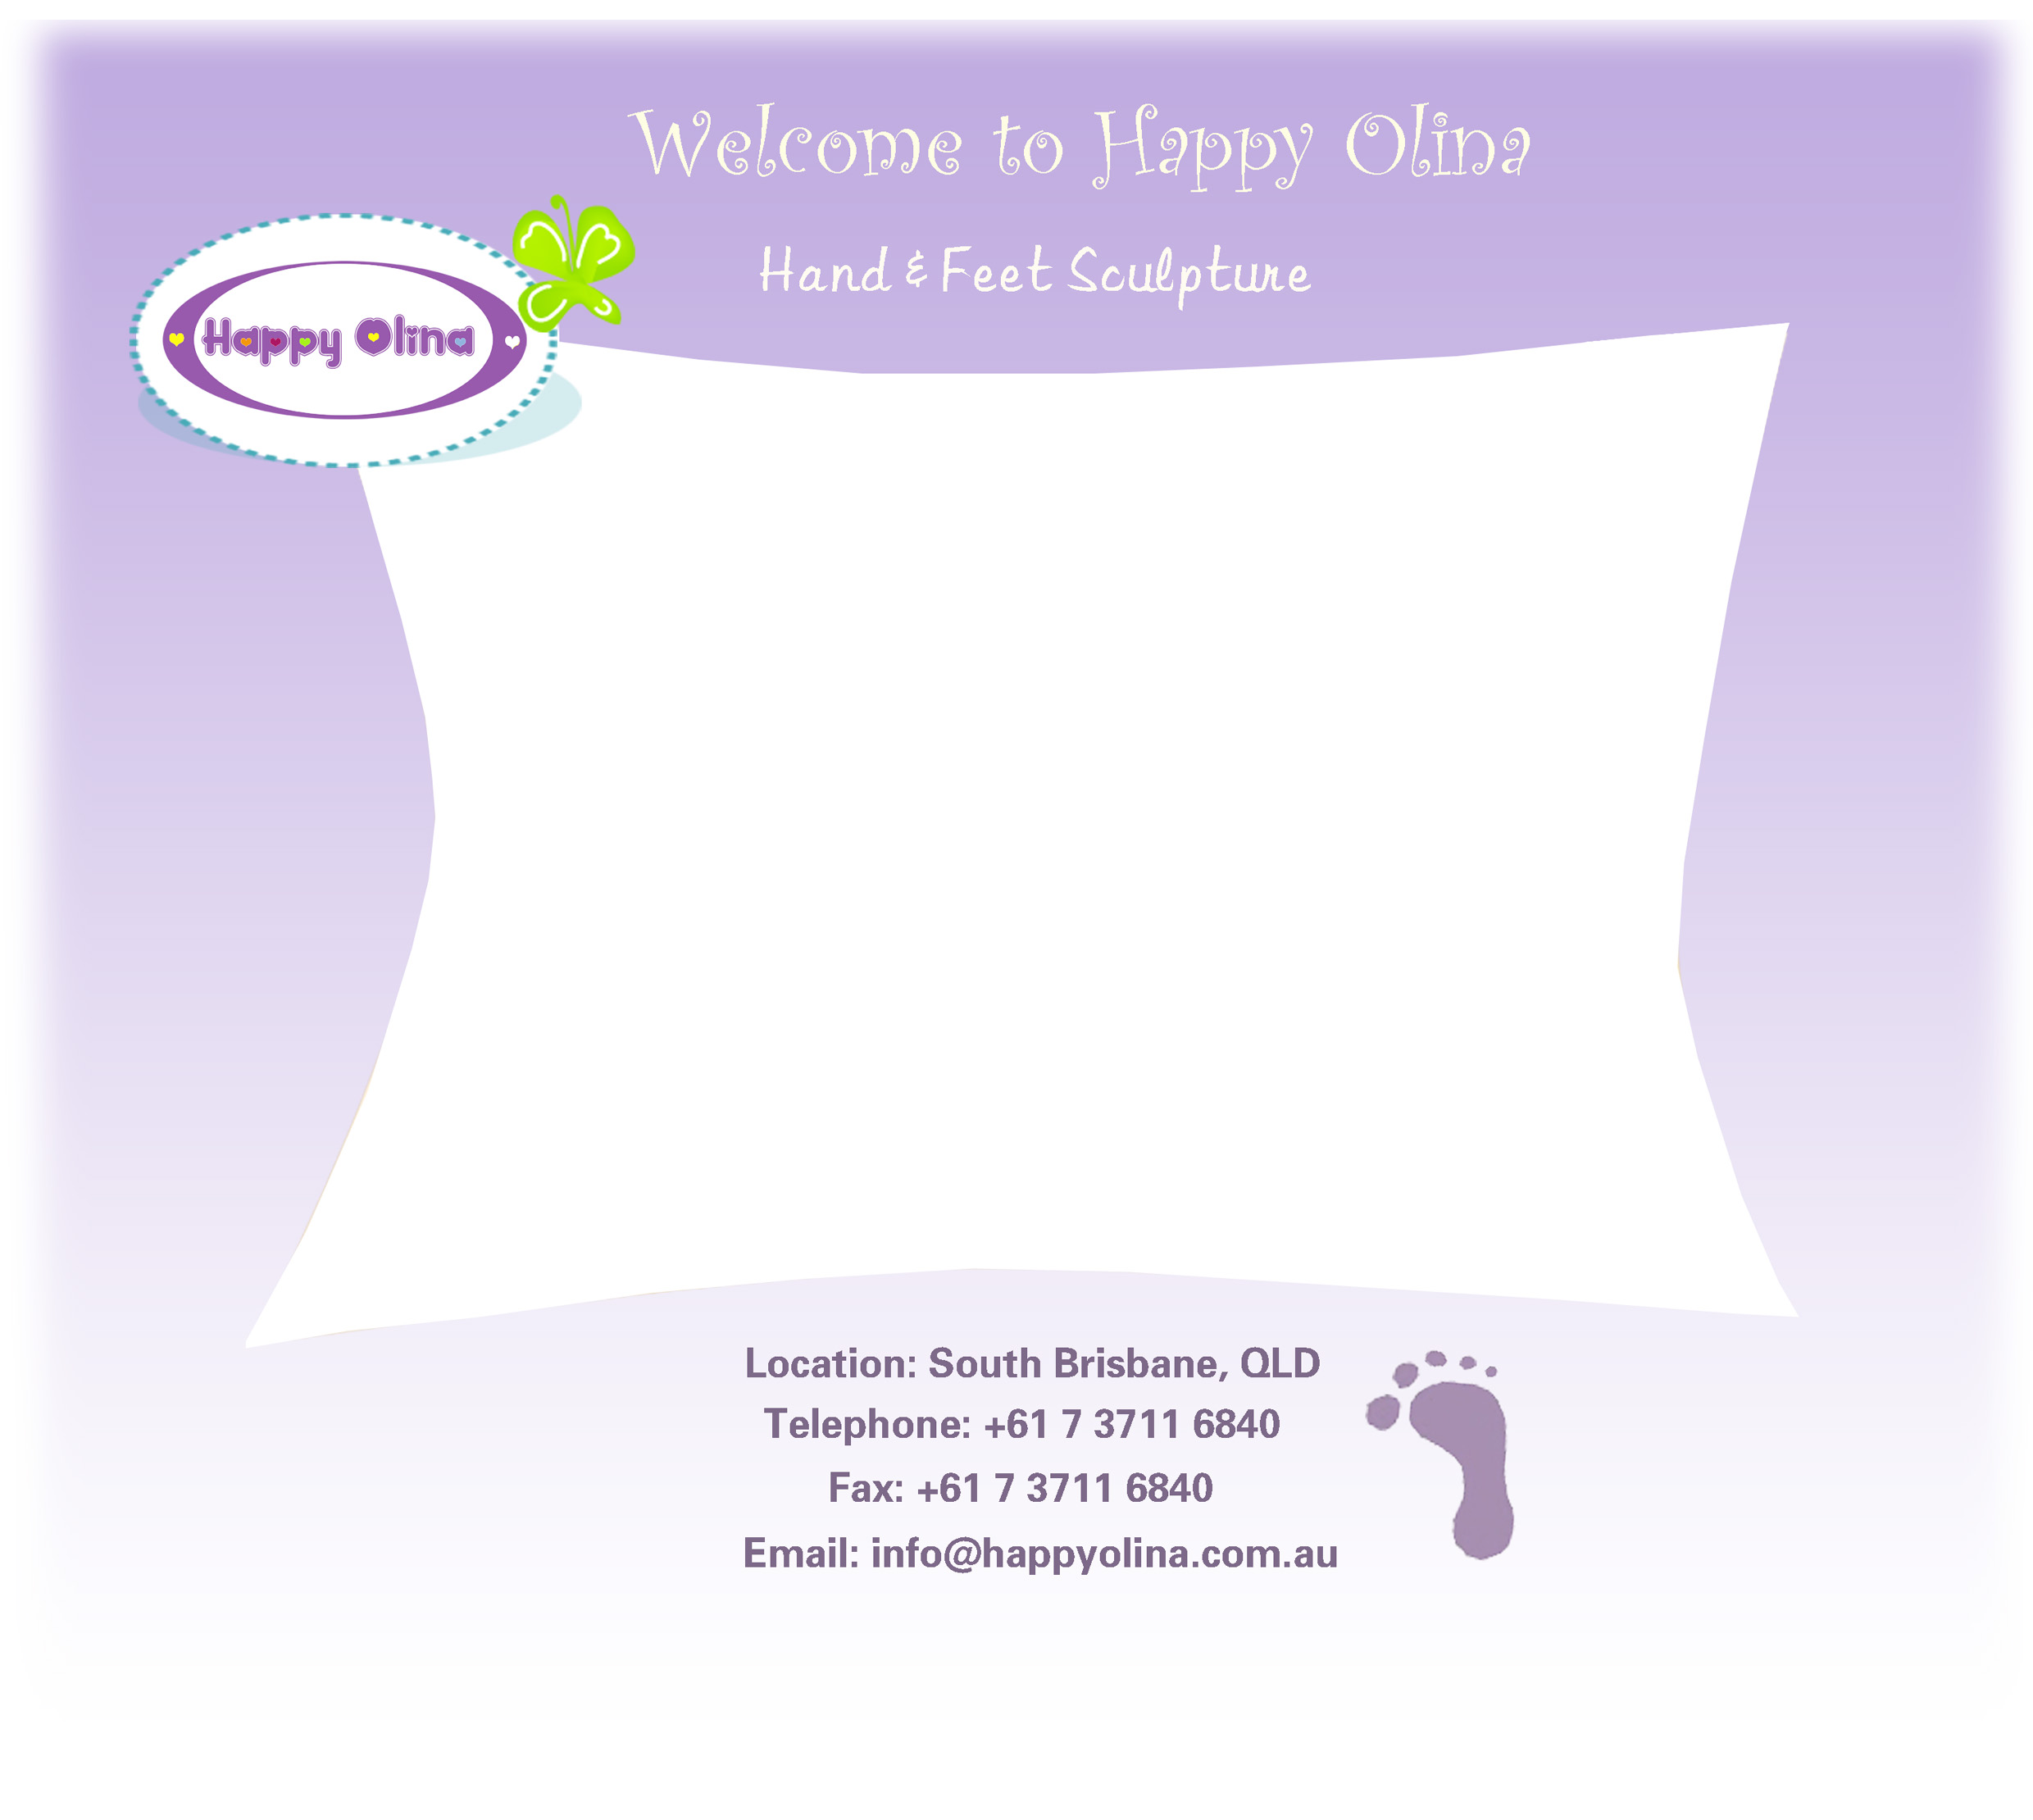 Welcome to Happy Olina
Hand & Feet Sculpture
Happy Olina
Location: South Brisbane, QLD
Telephone: +61 7 3711 6840
Fax: +61 7 3711 6840
Email: info@happyolina.com.au